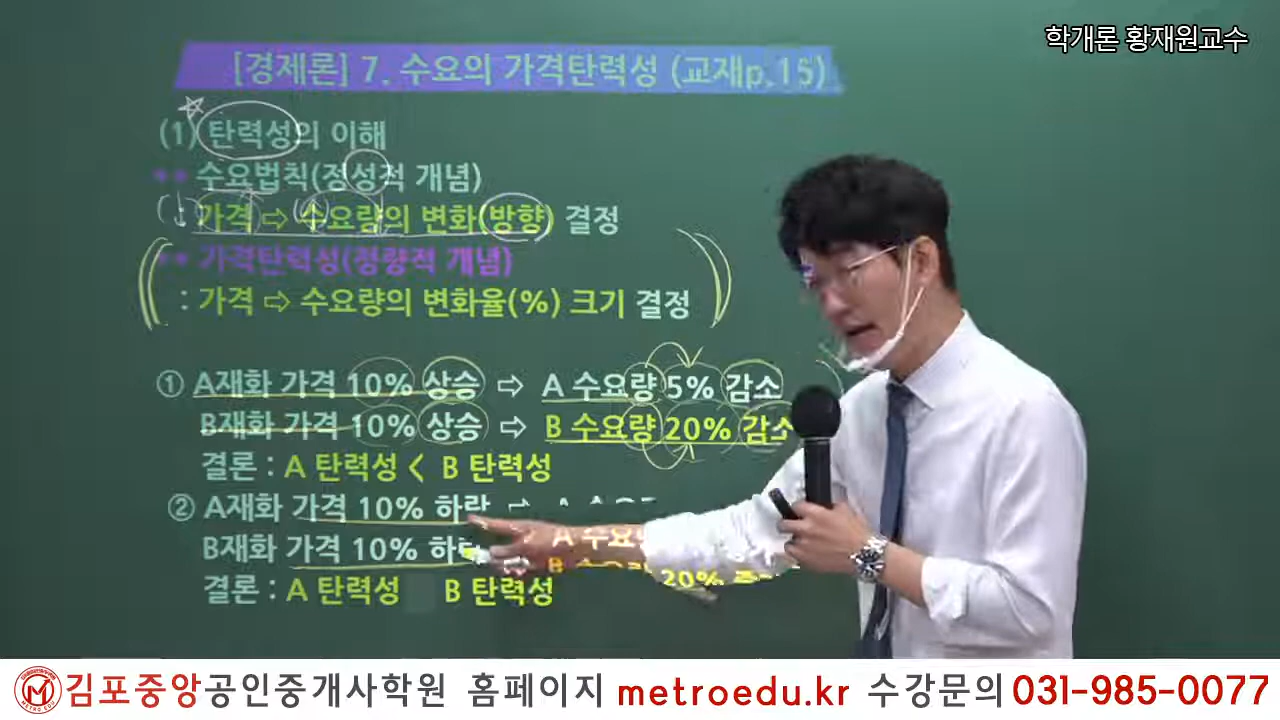 학개론 황재원교수
[경제론] 7. 수요의 가격탄력성 (교재p.15)
(1) 탄력성의 이해
수요법칙(정성적 개념)
: 가격 ⇨ 수요량의 변화(방향) 결정
가격탄력성(정량적 개념)
: 가격 ⇨ 수요량의 변화율(%) 크기 결정
① A재화 가격 10% 상승 ⇨ A 수요량 5% 감소
B재화 가격 10% 상승 ⇨ B 수요량 20% 감소
결론 : A 탄력성 < B 탄력성
② A재화 가격 10% 하락
B재화 가격 10% 20%
결론 : A 탄력성 B 탄력성
김포중앙공인중개사학원 홈페이지 metroedu.kr 수강문의 031-985-0077